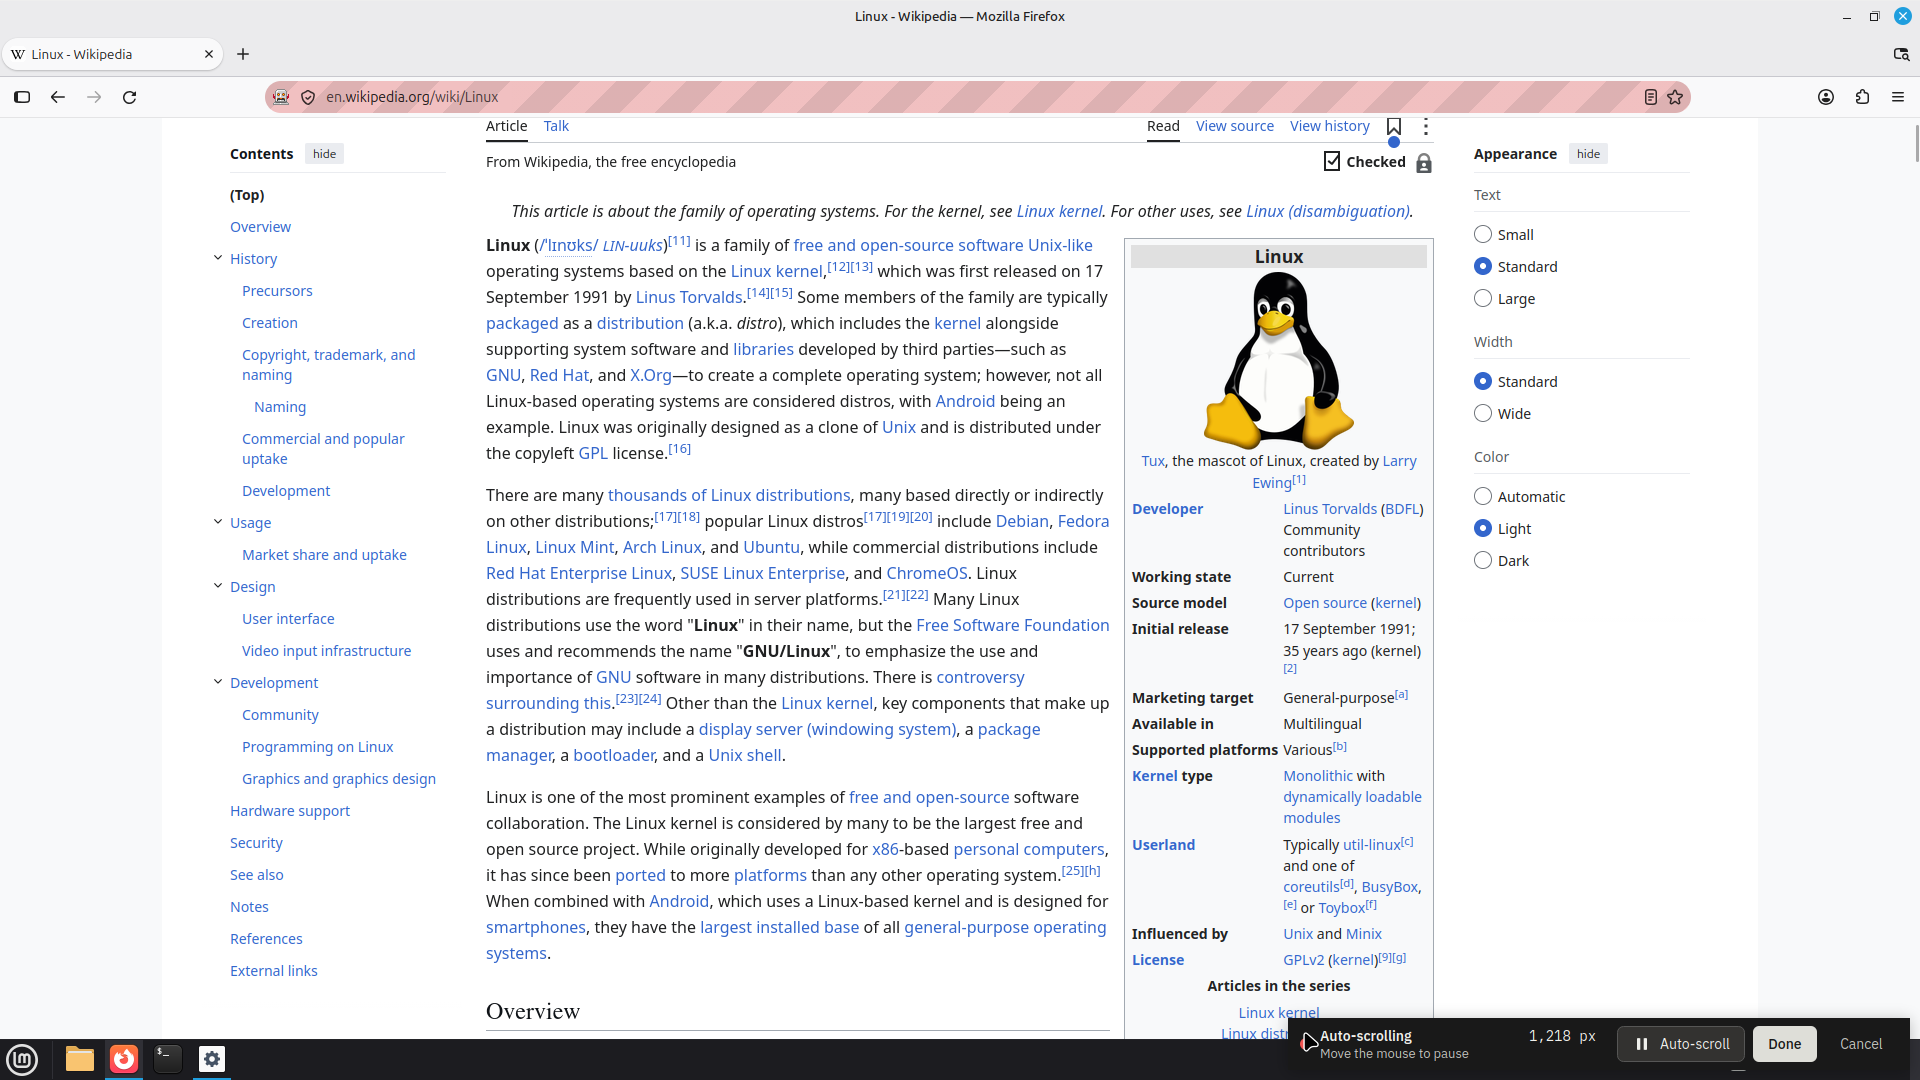 Linux - Wikipedia — Mozilla Firefox
Linux - Wikipedia
en.wikipedia.org/wiki/Linux
Contents hide
(Top)
Overview
History
Precursors
Creation
Copyright, trademark, and
naming
Naming
Commercial and popular
uptake
Development
Usage
Market share and uptake
Design
User interface
Video input infrastructure
Development
Community
Programming on Linux
Graphics and graphics design
Hardware support
Security
See also
Notes
References
External links
Article Talk Read View source View history
From Wikipedia, the free encyclopedia Checked
This article is about the family of operating systems. For the kernel, see Linux kernel. For other uses, see Linux (disambiguation).
Linux (/ˈlɪnʊks/ LIN-uuks)[11] is a family of free and open-source software Unix-like
operating systems based on the Linux kernel,[12][13] which was first released on 17
September 1991 by Linus Torvalds.[14][15] Some members of the family are typically
packaged as a distribution (a.k.a. distro), which includes the kernel alongside
supporting system software and libraries developed by third parties—such as
GNU, Red Hat, and X.Org—to create a complete operating system; however, not all
Linux-based operating systems are considered distros, with Android being an
example. Linux was originally designed as a clone of Unix and is distributed under
the copyleft GPL license.[16]
There are many thousands of Linux distributions, many based directly or indirectly
on other distributions;[17][18] popular Linux distros[17][19][20] include Debian, Fedora
Linux, Linux Mint, Arch Linux, and Ubuntu, while commercial distributions include
Red Hat Enterprise Linux, SUSE Linux Enterprise, and ChromeOS. Linux
distributions are frequently used in server platforms.[21][22] Many Linux
distributions use the word "Linux" in their name, but the Free Software Foundation
uses and recommends the name "GNU/Linux", to emphasize the use and
importance of GNU software in many distributions. There is controversy
surrounding this.[23][24] Other than the Linux kernel, key components that make up
a distribution may include a display server (windowing system), a package
manager, a bootloader, and a Unix shell.
Linux is one of the most prominent examples of free and open-source software
collaboration. The Linux kernel is considered by many to be the largest free and
open source project. While originally developed for x86-based personal computers,
it has since been ported to more platforms than any other operating system.[25][h]
When combined with Android, which uses a Linux-based kernel and is designed for
smartphones, they have the largest installed base of all general-purpose operating
systems.
Overview
Linux
Tux, the mascot of Linux, created by Larry
Ewing[1]
Developer Linus Torvalds (BDFL)
Community
contributors
Working state Current
Source model Open source (kernel)
Initial release 17 September 1991;
35 years ago (kernel)
[2]
Marketing target General-purpose[a]
Available in Multilingual
Supported platforms Various[b]
Kernel type Monolithic with
dynamically loadable
modules
Userland Typically util-linux[c]
and one of
coreutils[d], BusyBox,
[e] or Toybox[f]
Influenced by Unix and Minix
License GPLv2 (kernel)[9][g]
Articles in the series
Linux kernel
Linux distr
Appearance hide
Text
Small
Standard
Large
Width
Standard
Wide
Color
Automatic
Light
Dark
Auto-scrolling
Move the mouse to pause
1,218 px
Auto-scroll
Done
Cancel